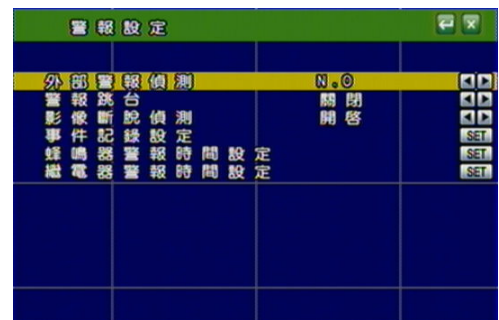 警報設定
外部警報偵測 N.O
警報跳台 關閉
影像斷脫偵測 開啓
事件記錄設定 SET
蜂鳴器警報時間設定 SET
繼電器警報時間設定 SET